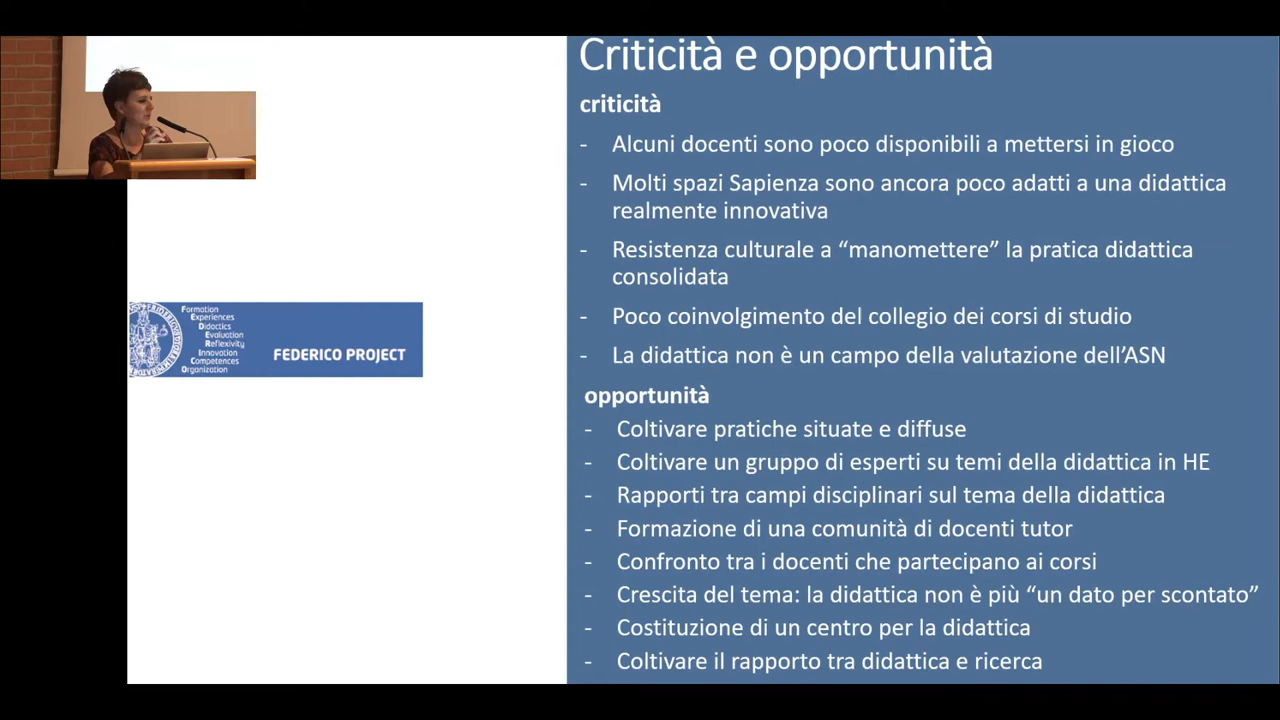 Criticità e opportunità
criticità
- Alcuni docenti sono poco disponibili a mettersi in gioco
- Molti spazi Sapienza sono ancora poco adatti a una didattica
realmente innovativa
- Resistenza culturale a “manomettere” la pratica didattica
consolidata
- Poco coinvolgimento del collegio dei corsi di studio
- La didattica non è un campo della valutazione dell’ASN
opportunità
- Coltivare pratiche situate e diffuse
- Coltivare un gruppo di esperti su temi della didattica in HE
- Rapporti tra campi disciplinari sul tema della didattica
- Formazione di una comunità di docenti tutor
- Confronto tra i docenti che partecipano ai corsi
- Crescita del tema: la didattica non è più “un dato per scontato”
- Costituzione di un centro per la didattica
- Coltivare il rapporto tra didattica e ricerca
Formation
Experiences
Didactics
Evaluation
Reflexivity
Innovation
Competences
Organization
FEDERICO PROJECT